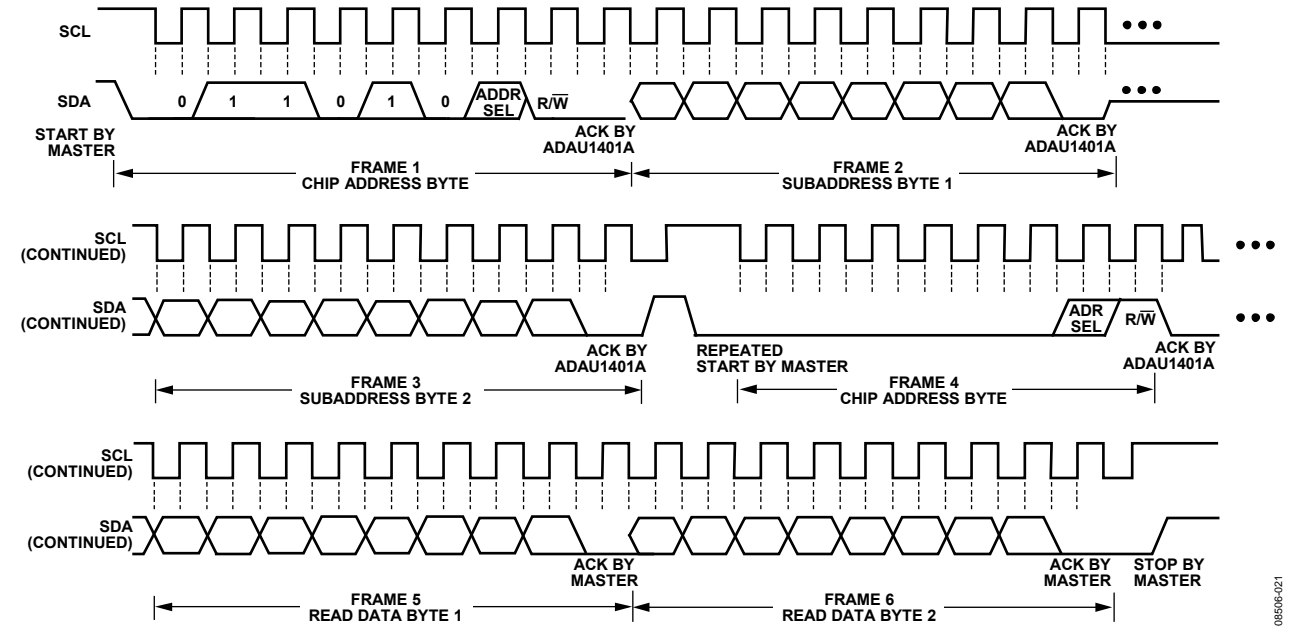 SCL
SDA
0 1 1 0 1 0 ADDR SEL R/W̅
START BY
MASTER
ACK BY
ADAU1401A
ACK BY
ADAU1401A
FRAME 1
CHIP ADDRESS BYTE
FRAME 2
SUBADDRESS BYTE 1
SCL
(CONTINUED)
SDA
(CONTINUED)
ADR
SEL
R/W̅
ACK BY
ADAU1401A
REPEATED
START BY MASTER
ACK BY
ADAU1401A
FRAME 3
SUBADDRESS BYTE 2
FRAME 4
CHIP ADDRESS BYTE
SCL
(CONTINUED)
SDA
(CONTINUED)
ACK BY
MASTER
ACK BY
MASTER
STOP BY
MASTER
FRAME 5
READ DATA BYTE 1
FRAME 6
READ DATA BYTE 2
08506-021